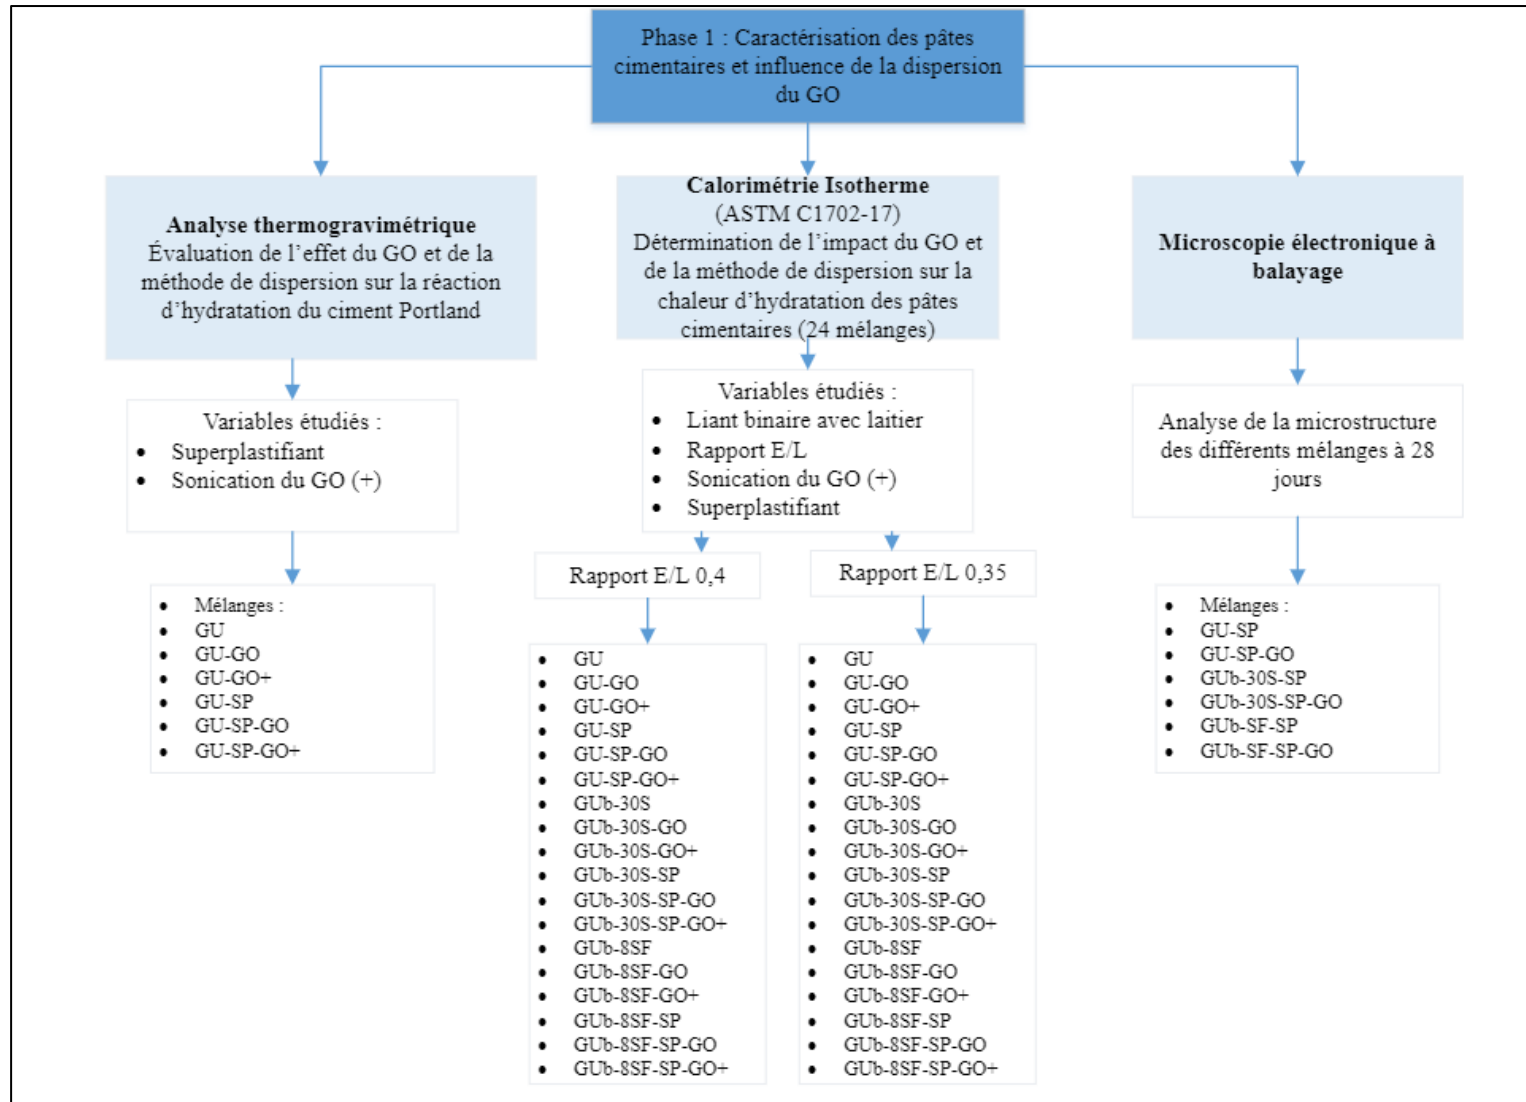 Phase 1 : Caractérisation des pâtes
cimentaires et influence de la dispersion
du GO
Analyse thermogravimétrique
Évaluation de l'effet du GO et de la
méthode de dispersion sur la réaction
d'hydratation du ciment Portland
Variables étudiés :
• Superplastifiant
• Sonication du GO (+)
• Mélanges :
• GU
• GU-GO
• GU-GO+
• GU-SP
• GU-SP-GO
• GU-SP-GO+
Calorimétrie Isotherme
(ASTM C1702-17)
Détermination de l'impact du GO et
de la méthode de dispersion sur la
chaleur d'hydratation des pâtes
cimentaires (24 mélanges)
Variables étudiés :
• Liant binaire avec laitier
• Rapport E/L
• Sonication du GO (+)
• Superplastifiant
Rapport E/L 0,4
• GU
• GU-GO
• GU-GO+
• GU-SP
• GU-SP-GO
• GU-SP-GO+
• GUb-30S
• GUb-30S-GO
• GUb-30S-GO+
• GUb-30S-SP
• GUb-30S-SP-GO
• GUb-30S-SP-GO+
• GUb-8SF
• GUb-8SF-GO
• GUb-8SF-GO+
• GUb-8SF-SP
• GUb-8SF-SP-GO
• GUb-8SF-SP-GO+
Rapport E/L 0,35
• GU
• GU-GO
• GU-GO+
• GU-SP
• GU-SP-GO
• GU-SP-GO+
• GUb-30S
• GUb-30S-GO
• GUb-30S-GO+
• GUb-30S-SP
• GUb-30S-SP-GO
• GUb-30S-SP-GO+
• GUb-8SF
• GUb-8SF-GO
• GUb-8SF-GO+
• GUb-8SF-SP
• GUb-8SF-SP-GO
• GUb-8SF-SP-GO+
Microscopie électronique à
balayage
Analyse de la microstructure
des différents mélanges à 28
jours
• Mélanges :
• GU-SP
• GU-SP-GO
• GUb-30S-SP
• GUb-30S-SP-GO
• GUb-SF-SP
• GUb-SF-SP-GO